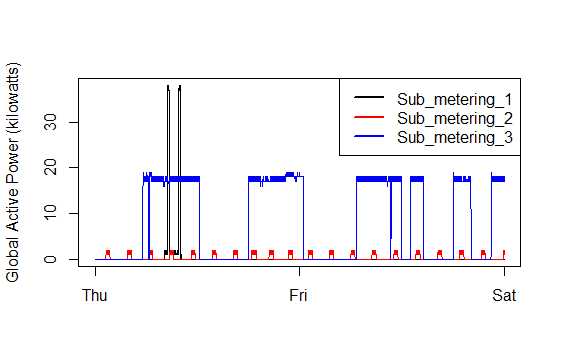 Global Active Power (kilowatts)
30
20
10
0
Sub_metering_1
Sub_metering_2
Sub_metering_3
Thu
Fri
Sat